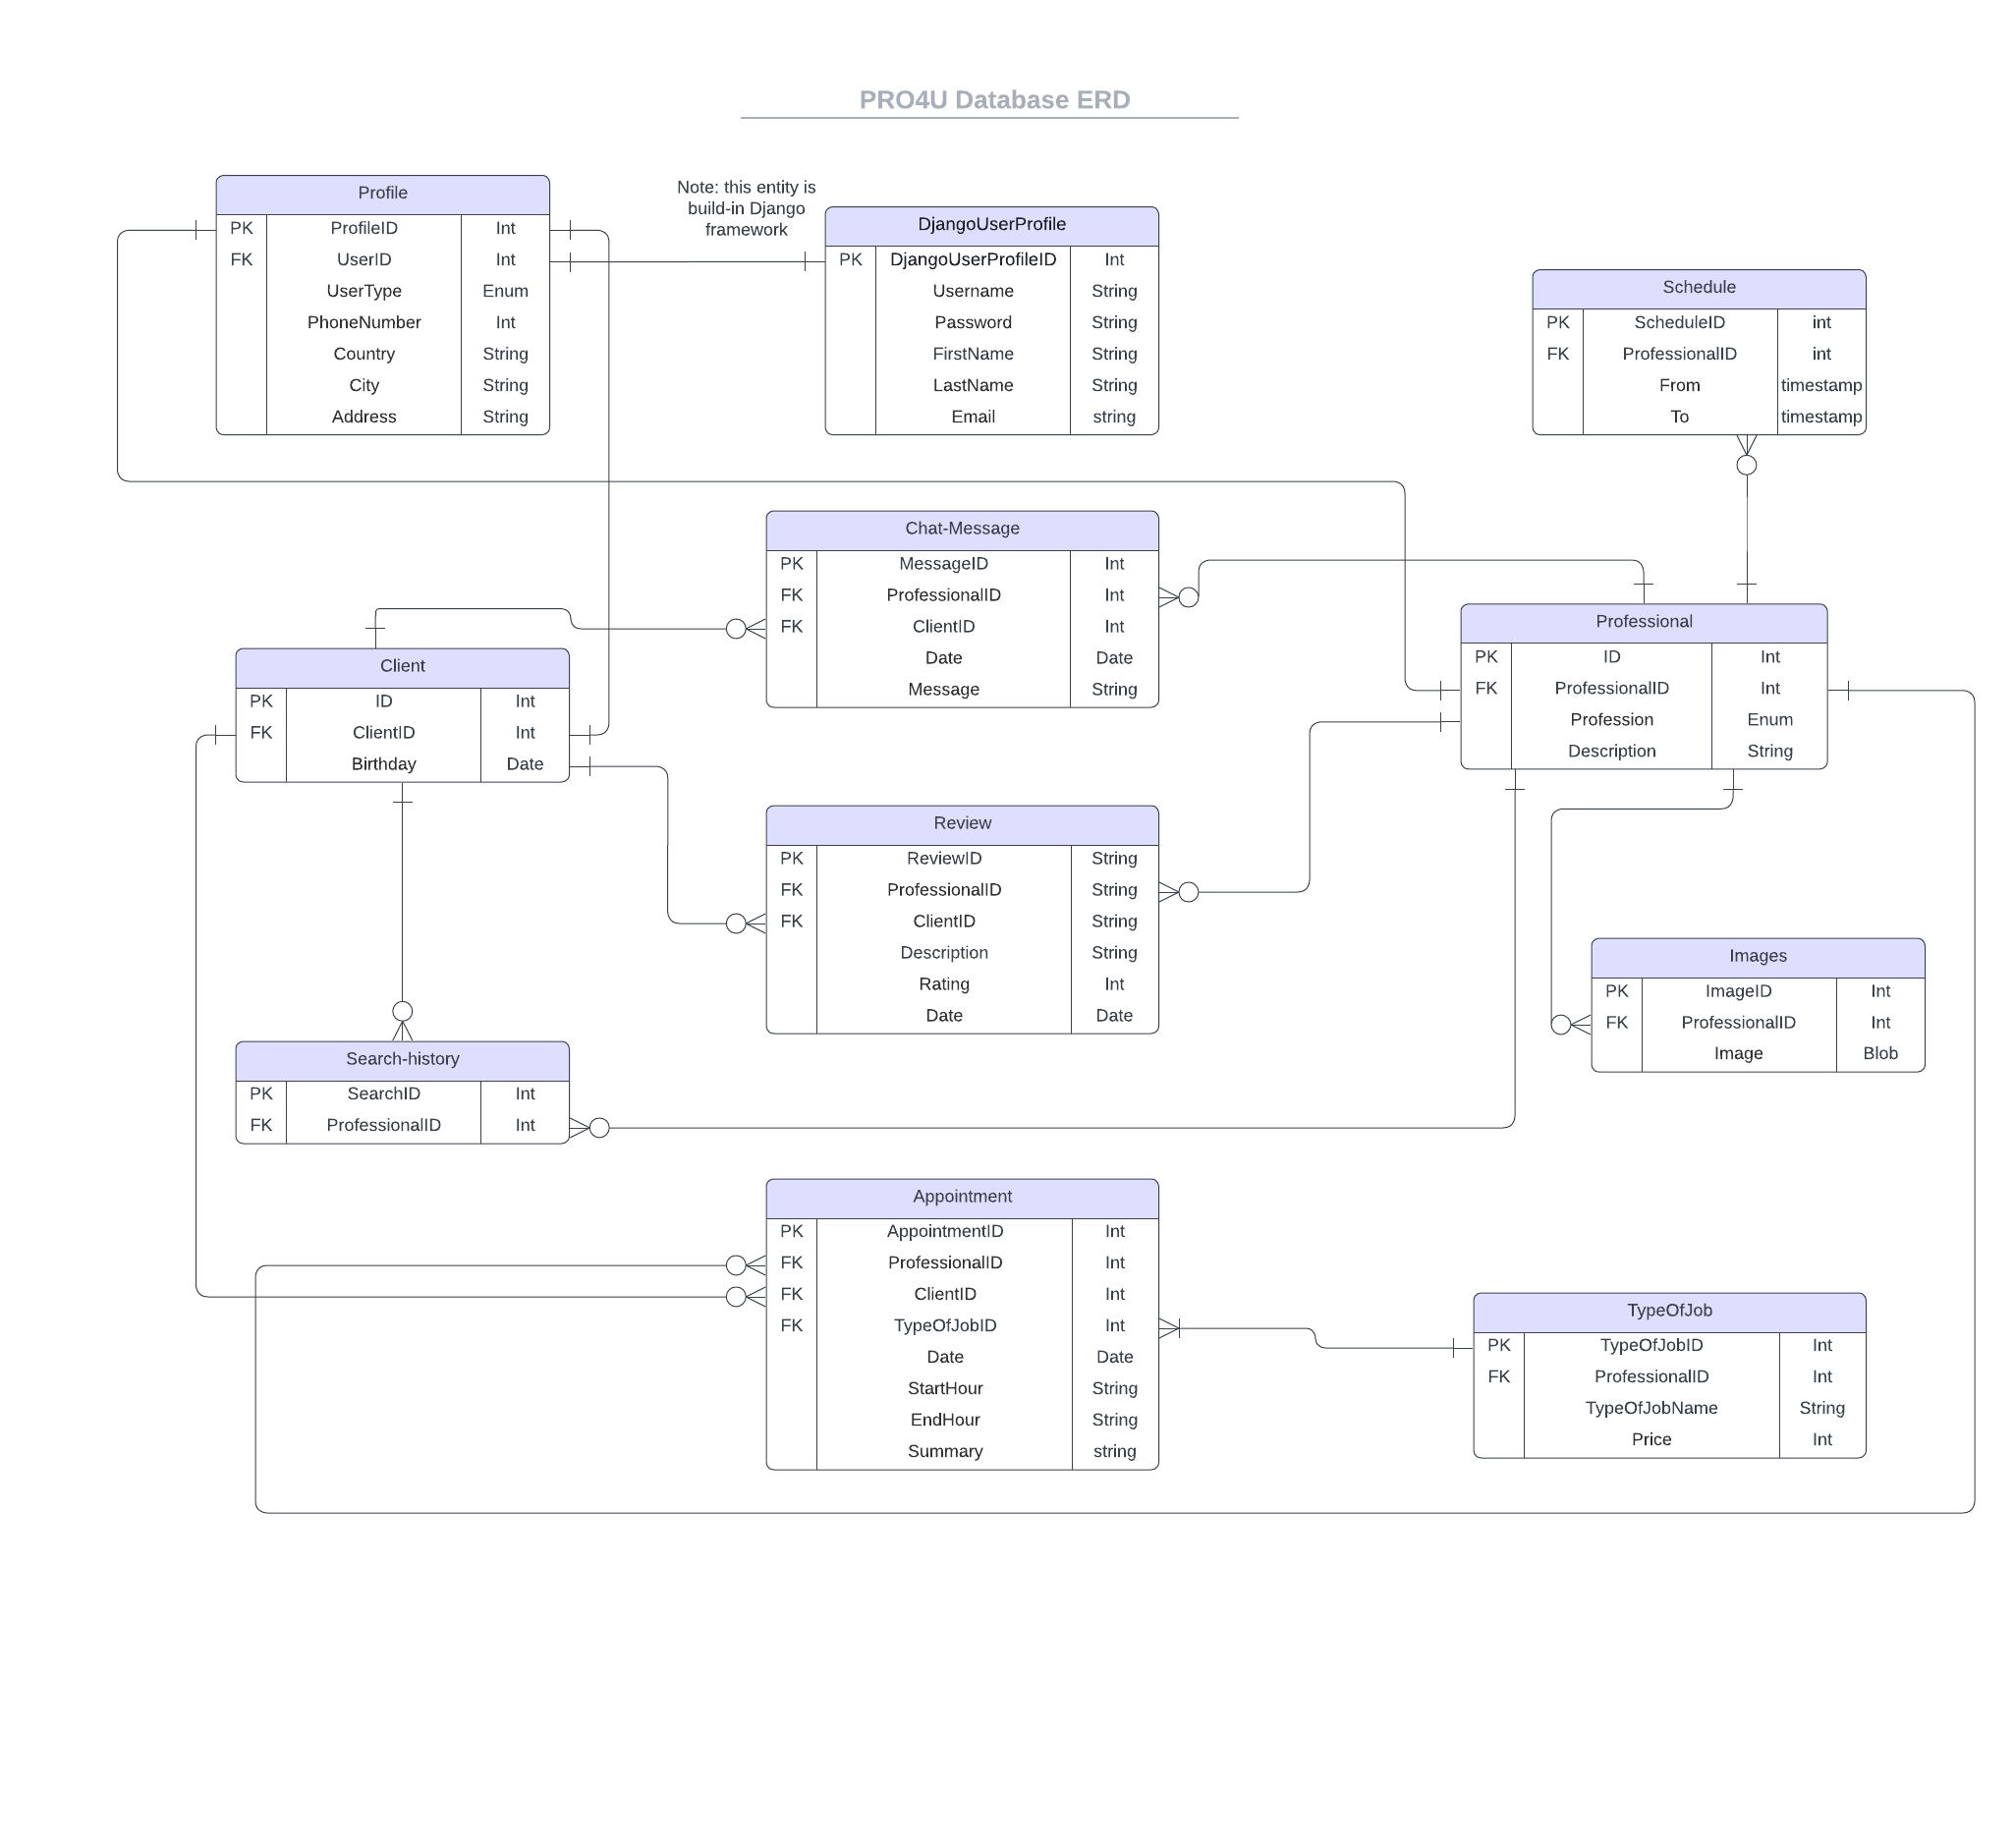 PRO4U Database ERD
Note: this entity is
build-in Django
framework
Profile
PK ProfileID Int
FK UserID Int
UserType Enum
PhoneNumber Int
Country String
City String
Address String
DjangoUserProfile
PK DjangoUserProfileID Int
Username String
Password String
FirstName String
LastName String
Email string
Schedule
PK ScheduleID int
FK ProfessionalID int
From timestamp
To timestamp
Chat-Message
PK MessageID Int
FK ProfessionalID Int
FK ClientID Int
Date Date
Message String
Professional
PK ID Int
FK ProfessionalID Int
Profession Enum
Description String
Client
PK ID Int
FK ClientID Int
Birthday Date
Review
PK ReviewID String
FK ProfessionalID String
FK ClientID String
Description String
Rating Int
Date Date
Images
PK ImageID Int
FK ProfessionalID Int
Image Blob
Search-history
PK SearchID Int
FK ProfessionalID Int
Appointment
PK AppointmentID Int
FK ProfessionalID Int
FK ClientID Int
FK TypeOfJobID Int
Date Date
StartHour String
EndHour String
Summary string
TypeOfJob
PK TypeOfJobID Int
FK ProfessionalID Int
TypeOfJobName String
Price Int